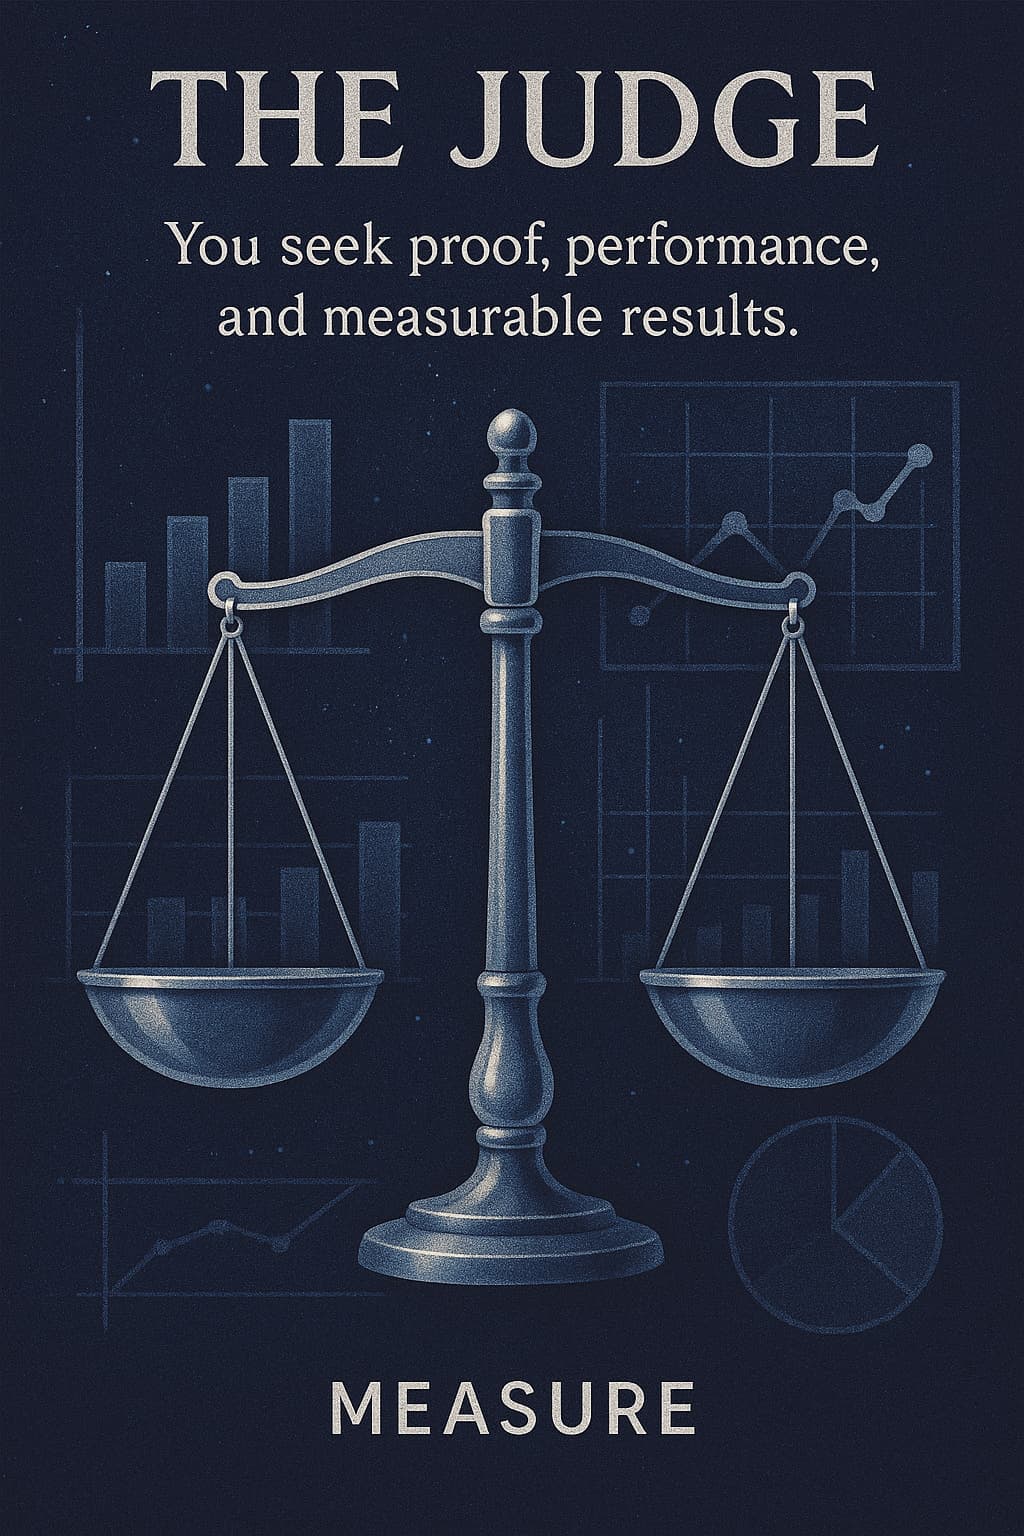 THE JUDGE
You seek proof, performance,
and measurable results.
MEASURE